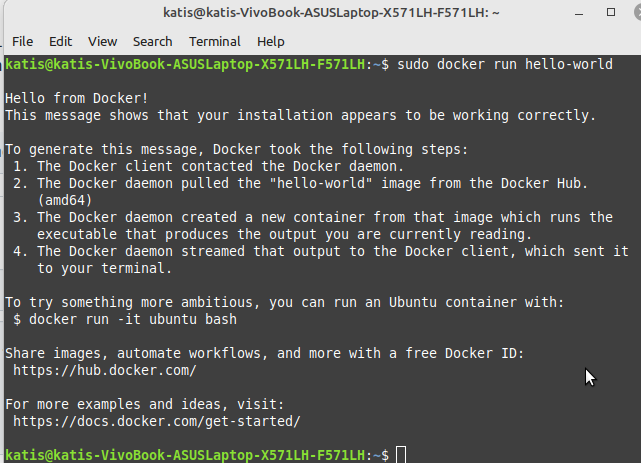 katis@katis-VivoBook-ASUSLaptop-X571LH-F571LH: ~
File Edit View Search Terminal Help
katis@katis-VivoBook-ASUSLaptop-X571LH-F571LH:~$ sudo docker run hello-world

Hello from Docker!
This message shows that your installation appears to be working correctly.

To generate this message, Docker took the following steps:
 1. The Docker client contacted the Docker daemon.
 2. The Docker daemon pulled the "hello-world" image from the Docker Hub.
    (amd64)
 3. The Docker daemon created a new container from that image which runs the
    executable that produces the output you are currently reading.
 4. The Docker daemon streamed that output to the Docker client, which sent it
    to your terminal.

To try something more ambitious, you can run an Ubuntu container with:
 $ docker run -it ubuntu bash

Share images, automate workflows, and more with a free Docker ID:
 https://hub.docker.com/

For more examples and ideas, visit:
 https://docs.docker.com/get-started/

katis@katis-VivoBook-ASUSLaptop-X571LH-F571LH:~$